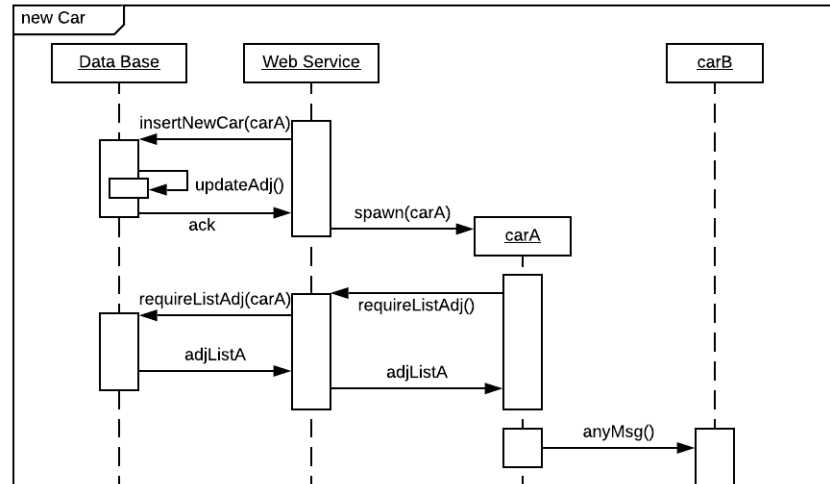 new Car
Data Base
Web Service
carB
insertNewCar(carA)
updateAdj()
ack
spawn(carA)
carA
requireListAdj(carA)
requireListAdj()
adjListA
adjListA
anyMsg()